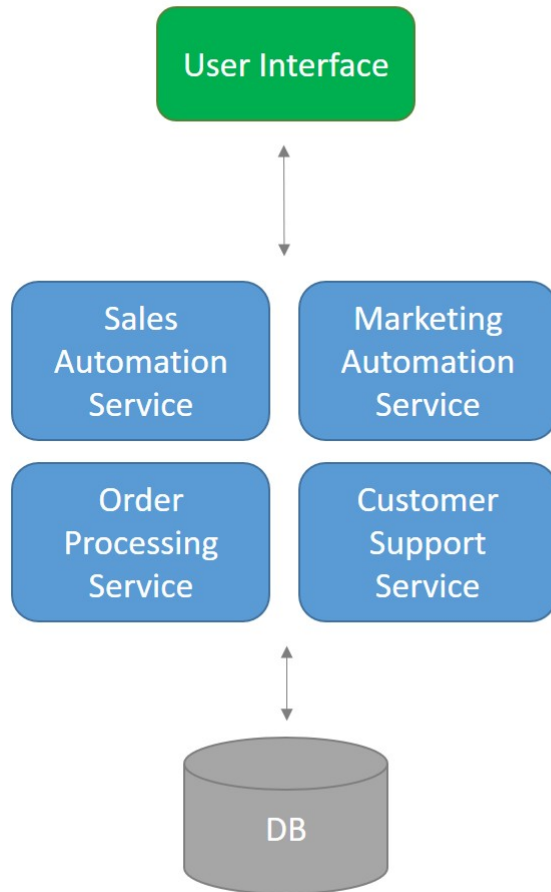 User Interface
Sales
Automation
Service
Marketing
Automation
Service
Order
Processing
Service
Customer
Support
Service
DB